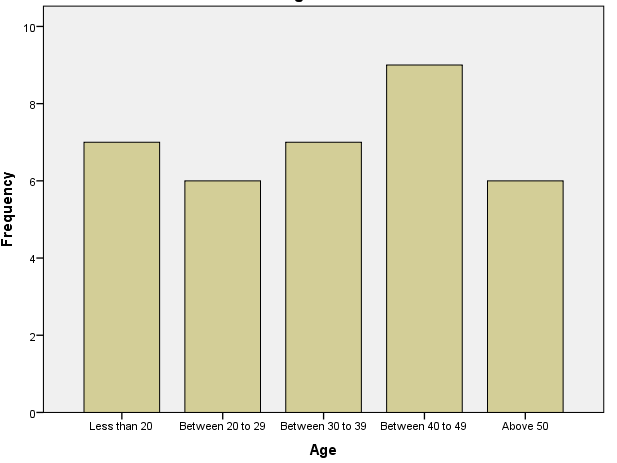 10
8
6
4
2
0
Frequency
Less than 20
Between 20 to 29
Between 30 to 39
Between 40 to 49
Above 50
Age